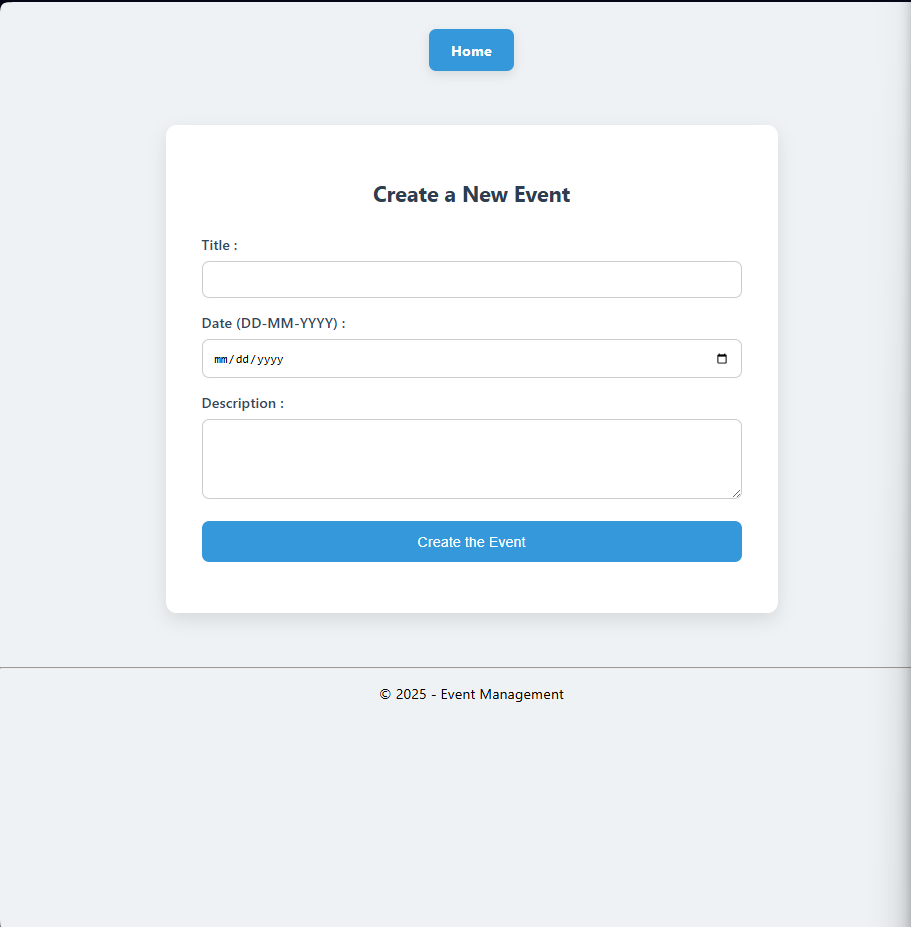 Home
Create a New Event
Title :
Date (DD-MM-YYYY) :
mm/dd/yyyy
Description :
Create the Event
© 2025 - Event Management